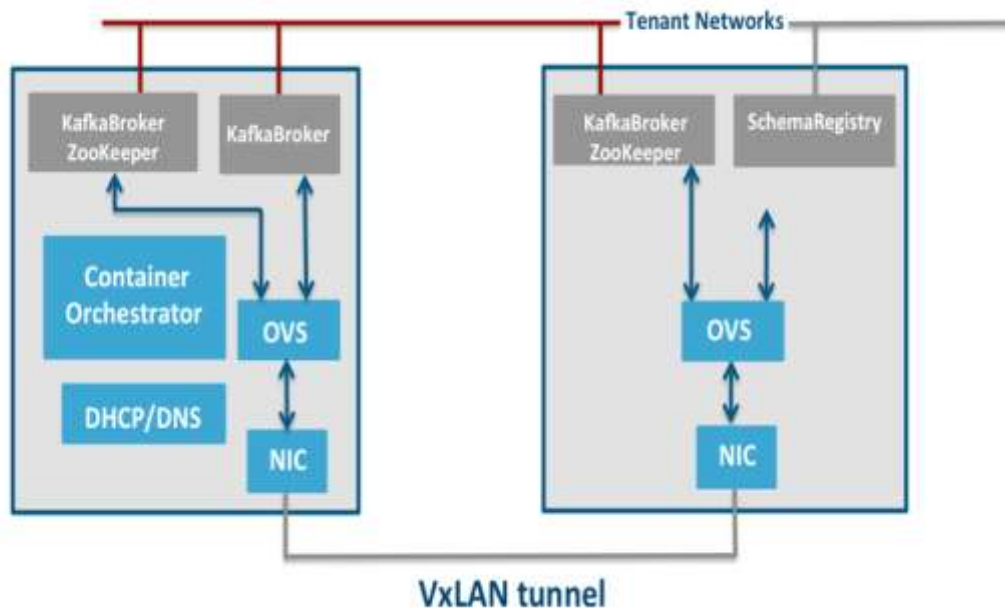 Tenant Networks
KafkaBroker
ZooKeeper
KafkaBroker
KafkaBroker
ZooKeeper
SchemaRegistry
Container
Orchestrator
OVS
OVS
DHCP/DNS
NIC
NIC
VxLAN tunnel